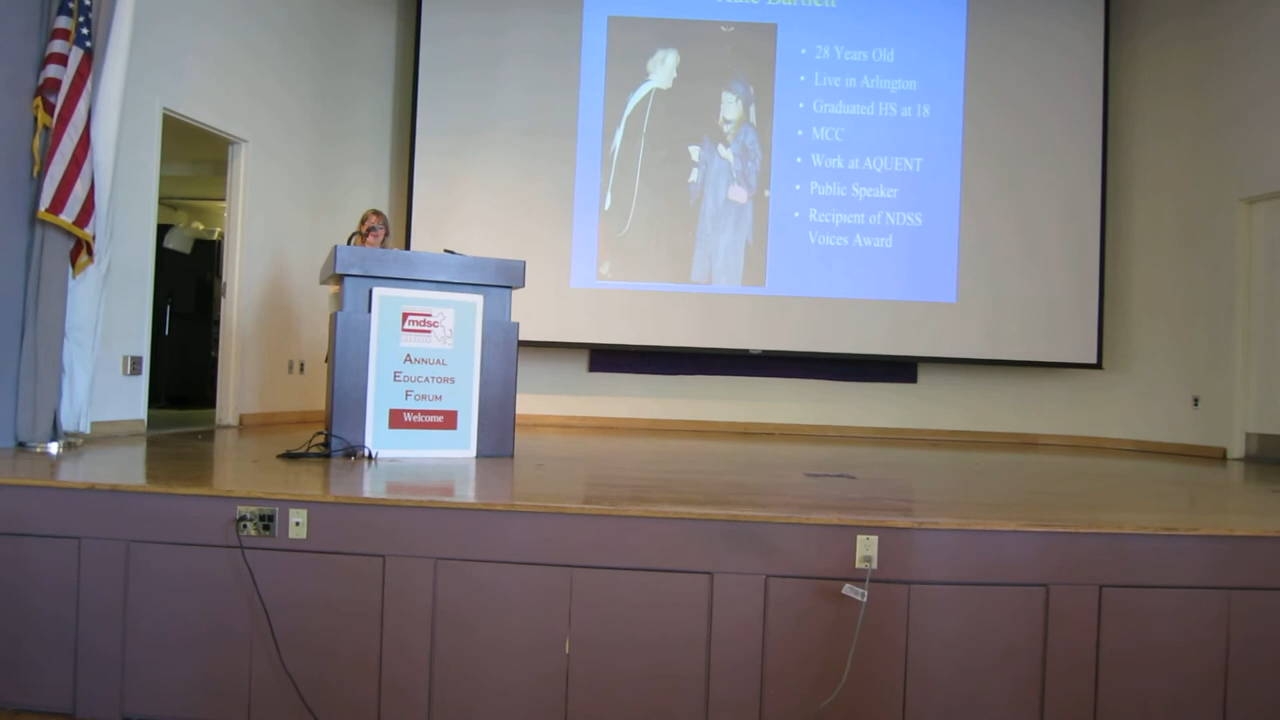 Bartlett
• 28 Years Old
• Live in Arlington
• Graduated HS at 18
• MCC
• Work at AQUENT
• Public Speaker
• Recipient of NDSS
Voices Award
mdsc
ANNUAL
EDUCATORS
FORUM
Welcome